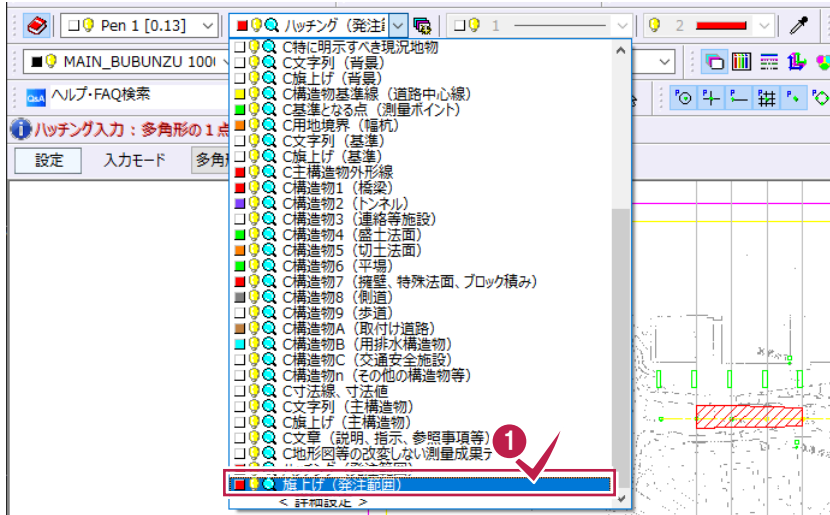 Pen 1 [0.13]
ハッチング（発注
1
2
MAIN_BUBUNZU 100
ヘルプ・FAQ検索
ハッチング入力：多角形の１点
設定 入力モード 多角
C特に明示すべき現況地物
C文字列（背景）
C旗上げ（背景）
C構造物基準線（道路中心線）
C基準となる点（測量ポイント）
C用地境界（幅杭）
C文字列（基準）
C旗上げ（基準）
C主構造物外形線
C構造物1（橋梁）
C構造物2（トンネル）
C構造物3（連絡等施設）
C構造物4（盛土法面）
C構造物5（切土法面）
C構造物6（平場）
C構造物7（擁壁、特殊法面、ブロック積み）
C構造物8（側道）
C構造物9（歩道）
C構造物A（取付け道路）
C構造物B（用排水構造物）
C構造物C（交通安全施設）
C構造物n（その他の構造物等）
C寸法線、寸法値
C文字列（主構造物）
C旗上げ（主構造物）
C文章（説明、指示、参照事項等）
C地形図等の改変しない測量成果デ
1
旗上げ（発注範囲）
< 詳細設定 >